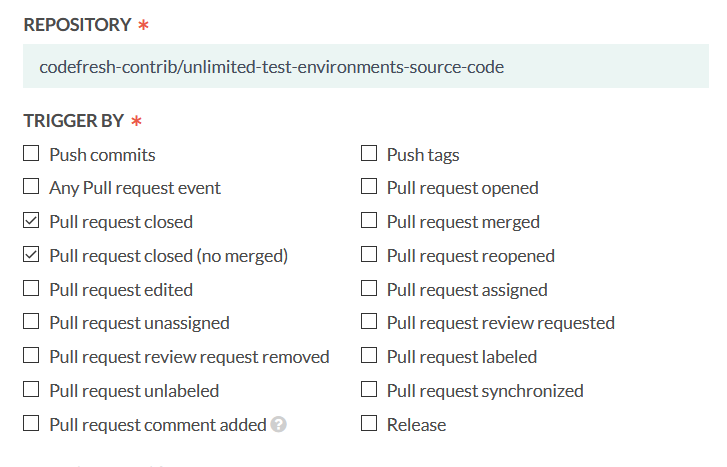 REPOSITORY *
codefresh-contrib/unlimited-test-environments-source-code
TRIGGER BY *
Push commits
Push tags
Any Pull request event
Pull request opened
Pull request closed
Pull request merged
Pull request closed (no merged)
Pull request reopened
Pull request edited
Pull request assigned
Pull request unassigned
Pull request review requested
Pull request review request removed
Pull request labeled
Pull request unlabeled
Pull request synchronized
Pull request comment added ?
Release